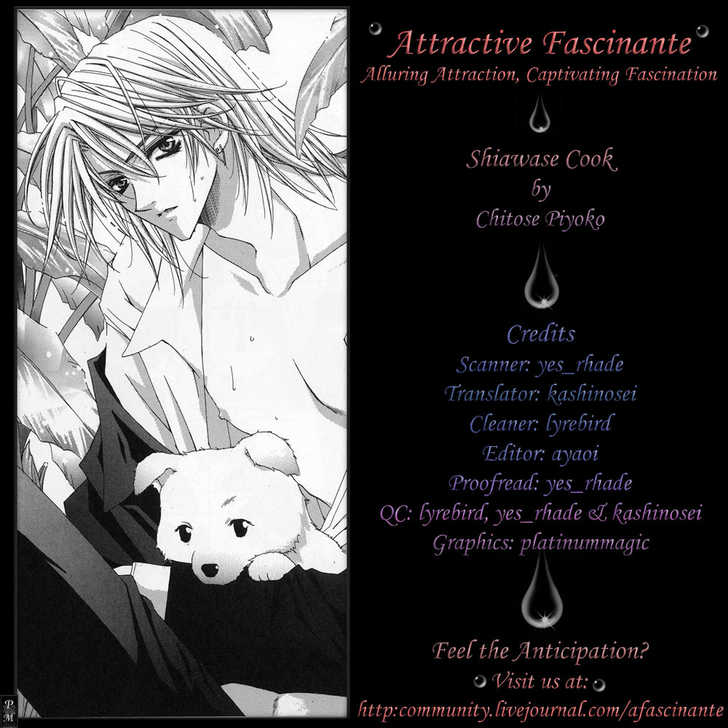 Attractive Fascinante
Alluring Attraction, Captivating Fascination
Shiawase Cook
by
Chitose Piyoko
Credits
Scanner: yes_rhade
Translator: kashinosei
Cleaner: lyrebird
Editor: ayaoi
Proofread: yes_rhade
QC: lyrebird, yes_rhade & kashinosei
Graphics: platinummagic
Feel the Anticipation?
Visit us at:
http:community.livejournal.com/afascinante
P
M